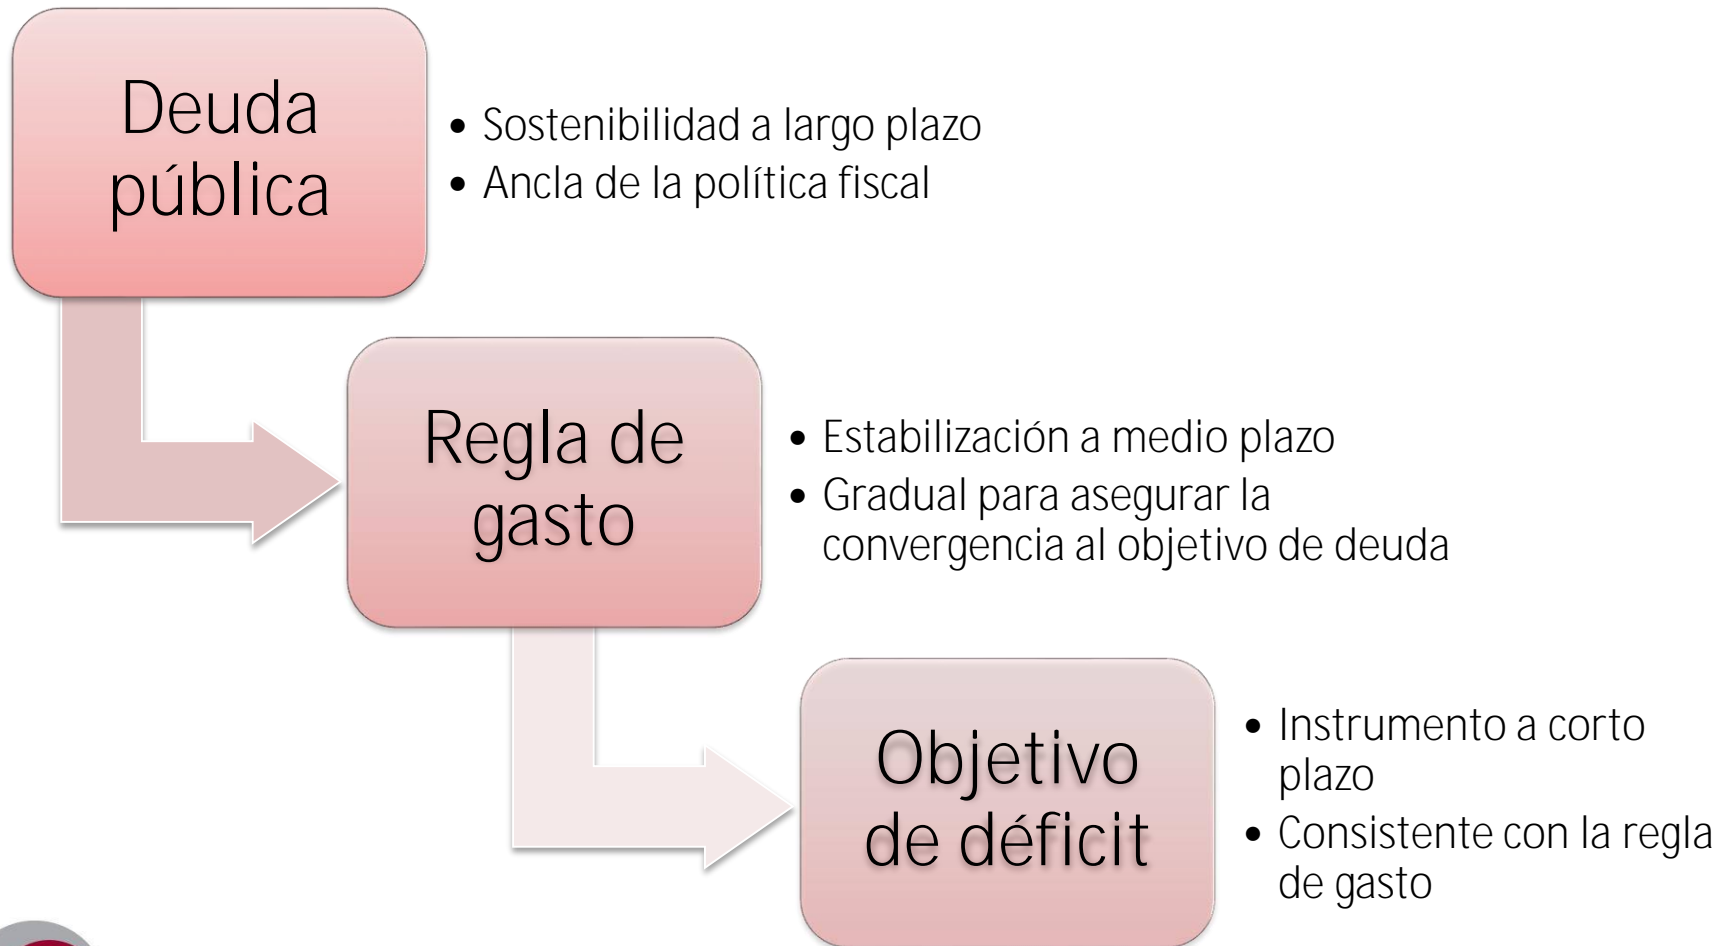 Deuda
pública
• Sostenibilidad a largo plazo
• Ancla de la política fiscal
Regla de
gasto
• Estabilización a medio plazo
• Gradual para asegurar la
convergencia al objetivo de deuda
Objetivo
de déficit
• Instrumento a corto
plazo
• Consistente con la regla
de gasto